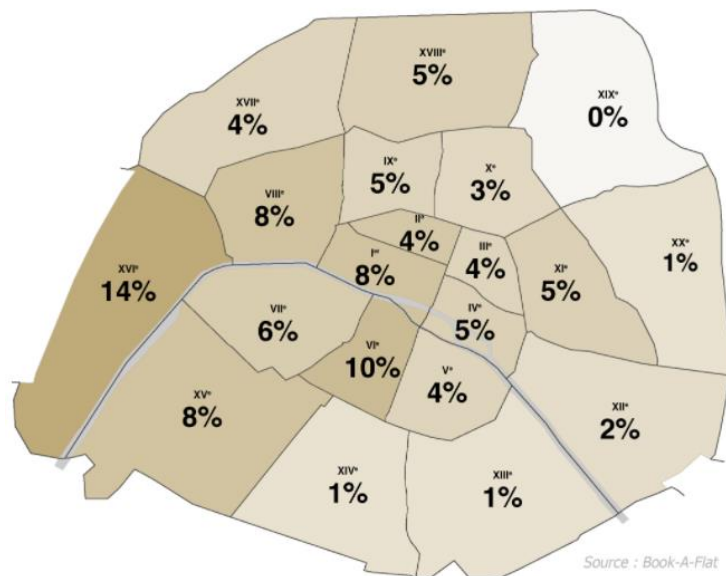 XVIIIᵉ
5%
XVIIᵉ
4%
XIXᵉ
0%
IXᵉ
5%
Xᵉ
3%
VIIIᵉ
8%
IIᵉ
4%
Iᵉʳ
8%
IIIᵉ
4%
XIᵉ
5%
XXᵉ
1%
XVIᵉ
14%
VIIᵉ
6%
IVᵉ
5%
VIᵉ
10%
Vᵉ
4%
XVᵉ
8%
XIIᵉ
2%
XIVᵉ
1%
XIIIᵉ
1%
Source : Book-A-Flat